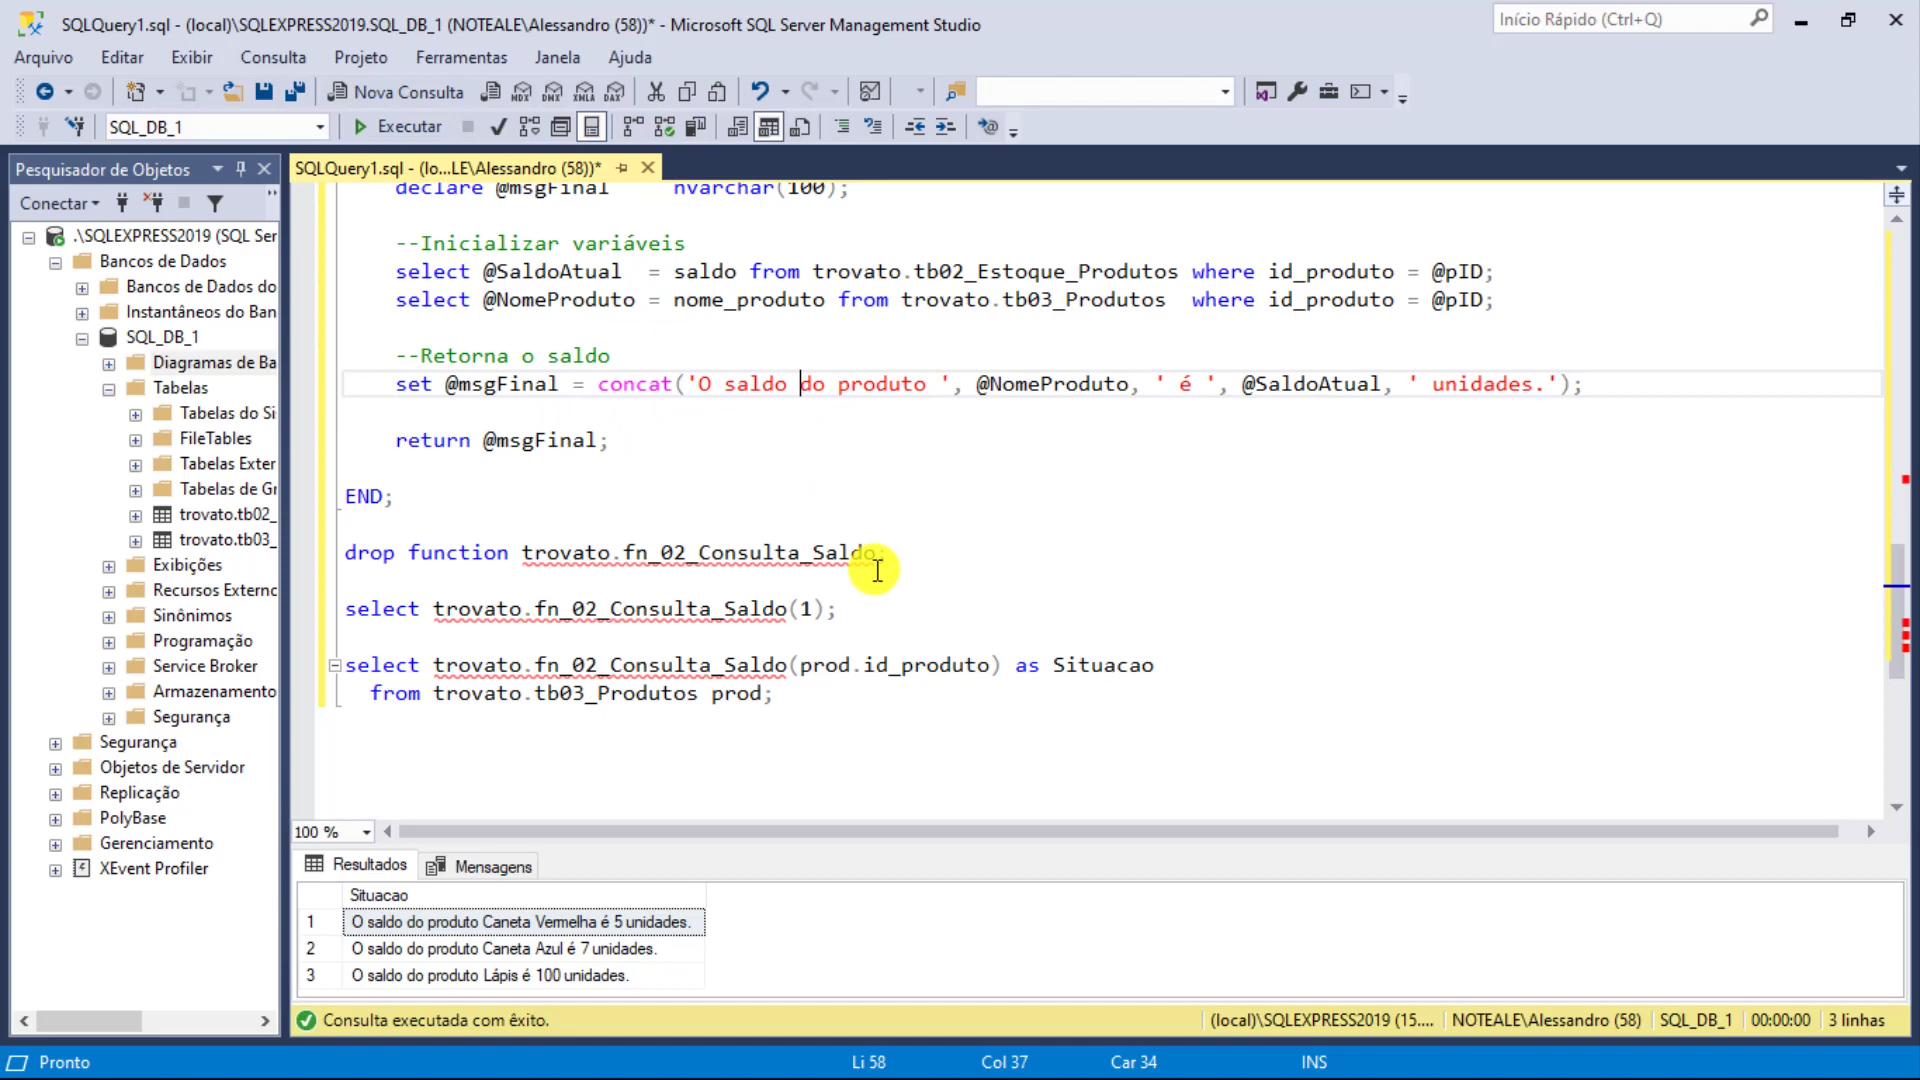 SQLQuery1.sql - (local)\SQLEXPRESS2019.SQL_DB_1 (NOTEALE\Alessandro (58))* - Microsoft SQL Server Management Studio
Início Rápido (Ctrl+Q)
Arquivo Editar Exibir Consulta Projeto Ferramentas Janela Ajuda
Nova Consulta
MDX DMX XMLA DAX
SQL_DB_1
Executar
Pesquisador de Objetos
SQLQuery1.sql - (lo...LE\Alessandro (58))*
Conectar
.\SQLEXPRESS2019 (SQL Ser
Bancos de Dados
Bancos de Dados do
Instantâneos do Ban
SQL_DB_1
Diagramas de Ba
Tabelas
Tabelas do Si
FileTables
Tabelas Exter
Tabelas de Gr
trovato.tb02_
trovato.tb03_
Exibições
Recursos Externo
Sinônimos
Programação
Service Broker
Armazenamento
Segurança
Segurança
Objetos de Servidor
Replicação
PolyBase
Gerenciamento
XEvent Profiler
declare @msgFinal nvarchar(100);
--Inicializar variáveis
select @SaldoAtual = saldo from trovato.tb02_Estoque_Produtos where id_produto = @pID;
select @NomeProduto = nome_produto from trovato.tb03_Produtos where id_produto = @pID;
--Retorna o saldo
set @msgFinal = concat('O saldo do produto ', @NomeProduto, ' é ', @SaldoAtual, ' unidades.');
return @msgFinal;
END;
drop function trovato.fn_02_Consulta_Saldo;
select trovato.fn_02_Consulta_Saldo(1);
select trovato.fn_02_Consulta_Saldo(prod.id_produto) as Situacao
from trovato.tb03_Produtos prod;
100 %
Resultados Mensagens
Situacao
1 O saldo do produto Caneta Vermelha é 5 unidades.
2 O saldo do produto Caneta Azul é 7 unidades.
3 O saldo do produto Lápis é 100 unidades.
Consulta executada com êxito.
(local)\SQLEXPRESS2019 (15.... NOTEALE\Alessandro (58) SQL_DB_1 00:00:00 3 linhas
Pronto Li 58 Col 37 Car 34 INS